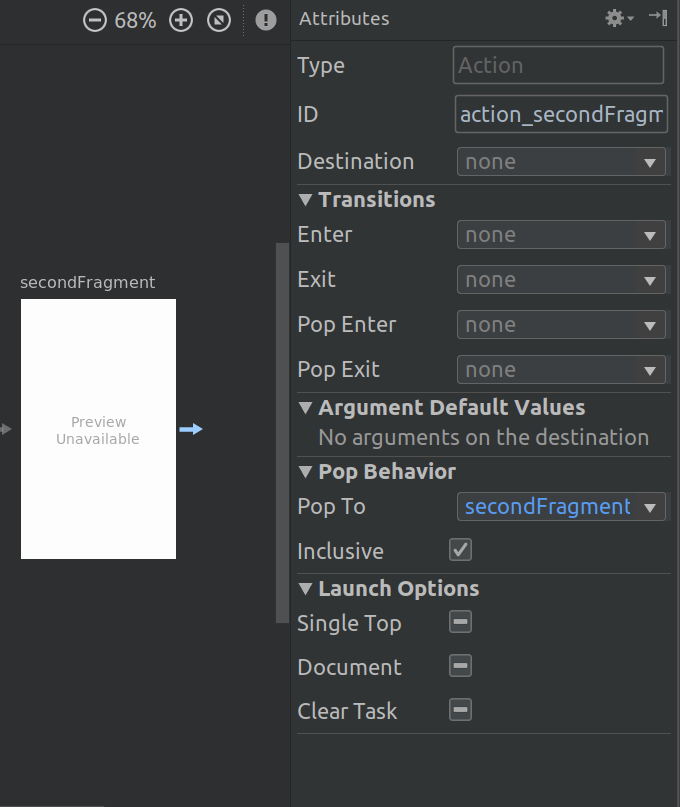 68%
Attributes
Type
Action
ID
action_secondFragm
Destination
none
Transitions
Enter
none
Exit
none
Pop Enter
none
Pop Exit
none
Argument Default Values
No arguments on the destination
Pop Behavior
Pop To
secondFragment
Inclusive
Launch Options
Single Top
Document
Clear Task
secondFragment
Preview
Unavailable